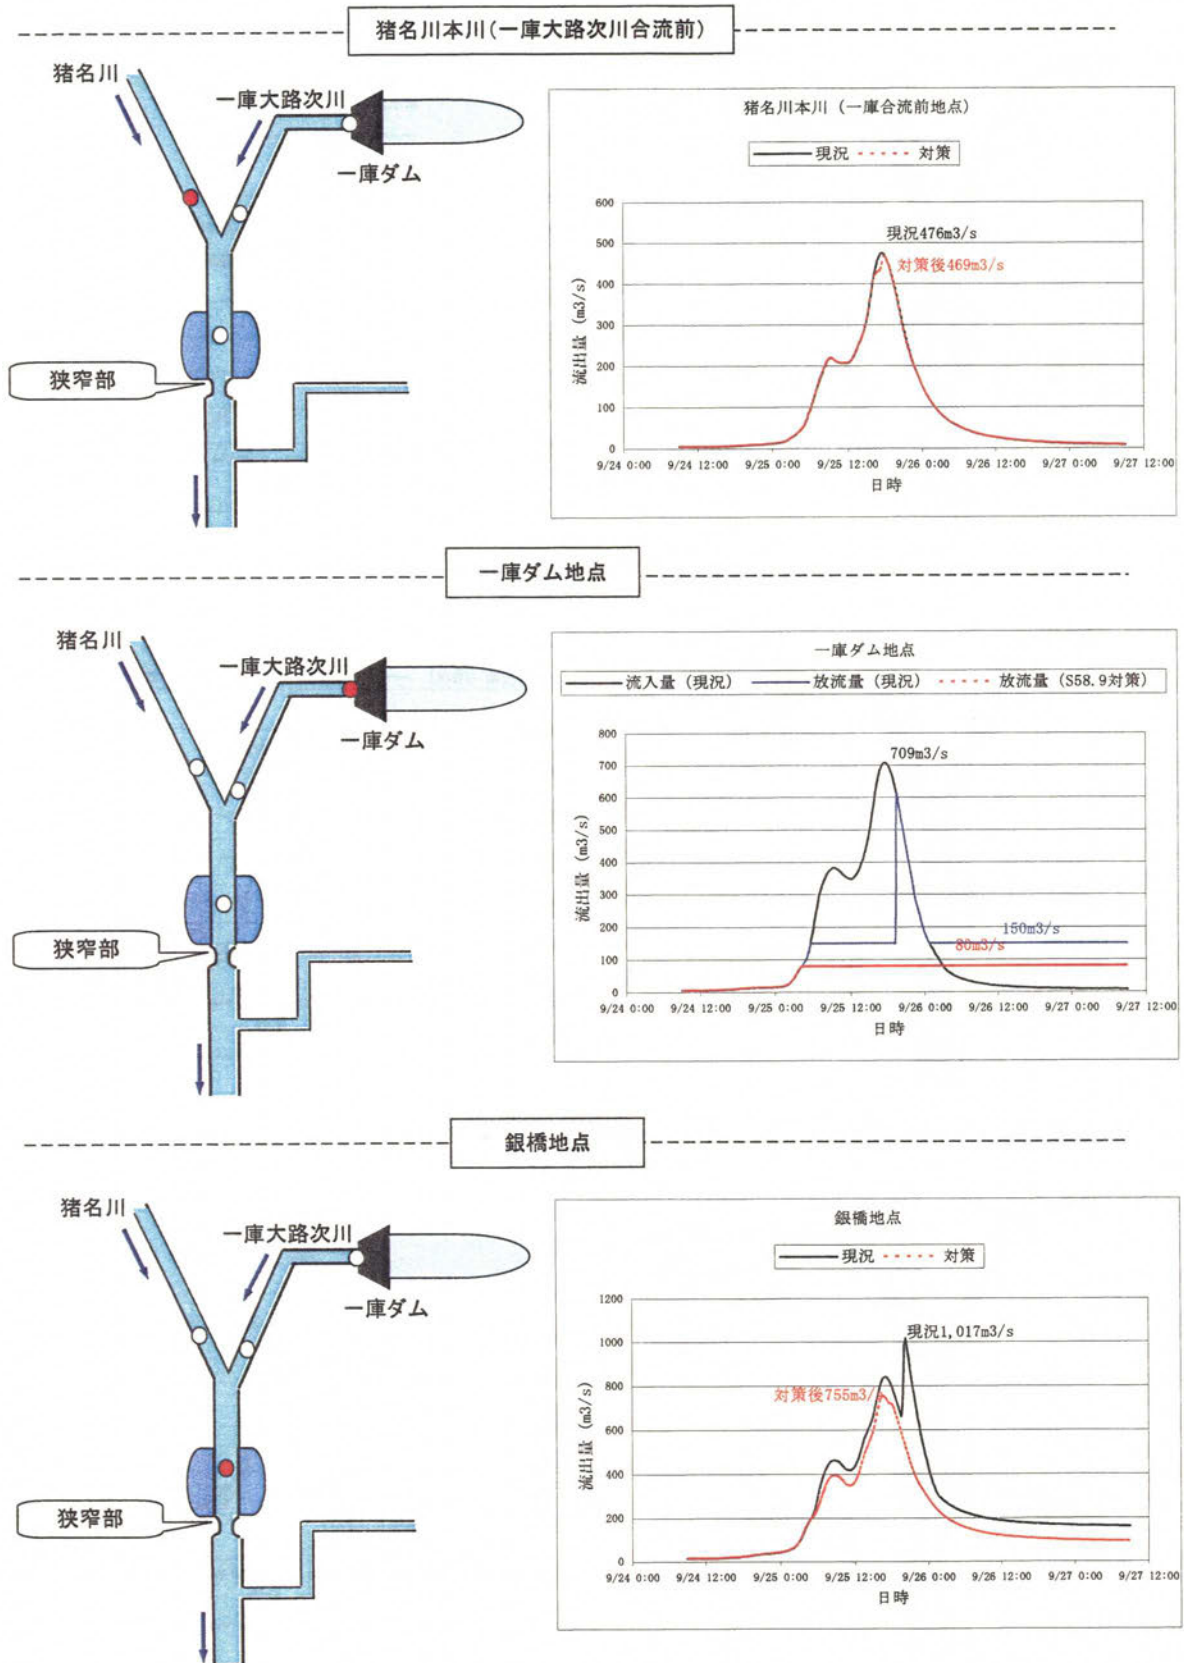 猪名川本川(一庫大路次川合流前)
猪名川
一庫大路次川
一庫ダム
狭窄部
猪名川本川（一庫合流前地点）
現況 対策
600
500
400
300
200
100
0
流出量 (m3/s)
現況476m3/s
対策後469m3/s
9/24 0:00 9/24 12:00 9/25 0:00 9/25 12:00 9/26 0:00 9/26 12:00 9/27 0:00 9/27 12:00
日時
一庫ダム地点
猪名川
一庫大路次川
一庫ダム
狭窄部
一庫ダム地点
流入量（現況） 放流量（現況） 放流量（S58.9対策）
800
700
600
500
400
300
200
100
0
流出量 (m3/s)
709m3/s
150m3/s
80m3/s
9/24 0:00 9/24 12:00 9/25 0:00 9/25 12:00 9/26 0:00 9/26 12:00 9/27 0:00 9/27 12:00
日時
銀橋地点
猪名川
一庫大路次川
一庫ダム
狭窄部
銀橋地点
現況 対策
1200
1000
800
600
400
200
0
流出量 (m3/s)
現況1,017m3/s
対策後755m3/
9/24 0:00 9/24 12:00 9/25 0:00 9/25 12:00 9/26 0:00 9/26 12:00 9/27 0:00 9/27 12:00
日時